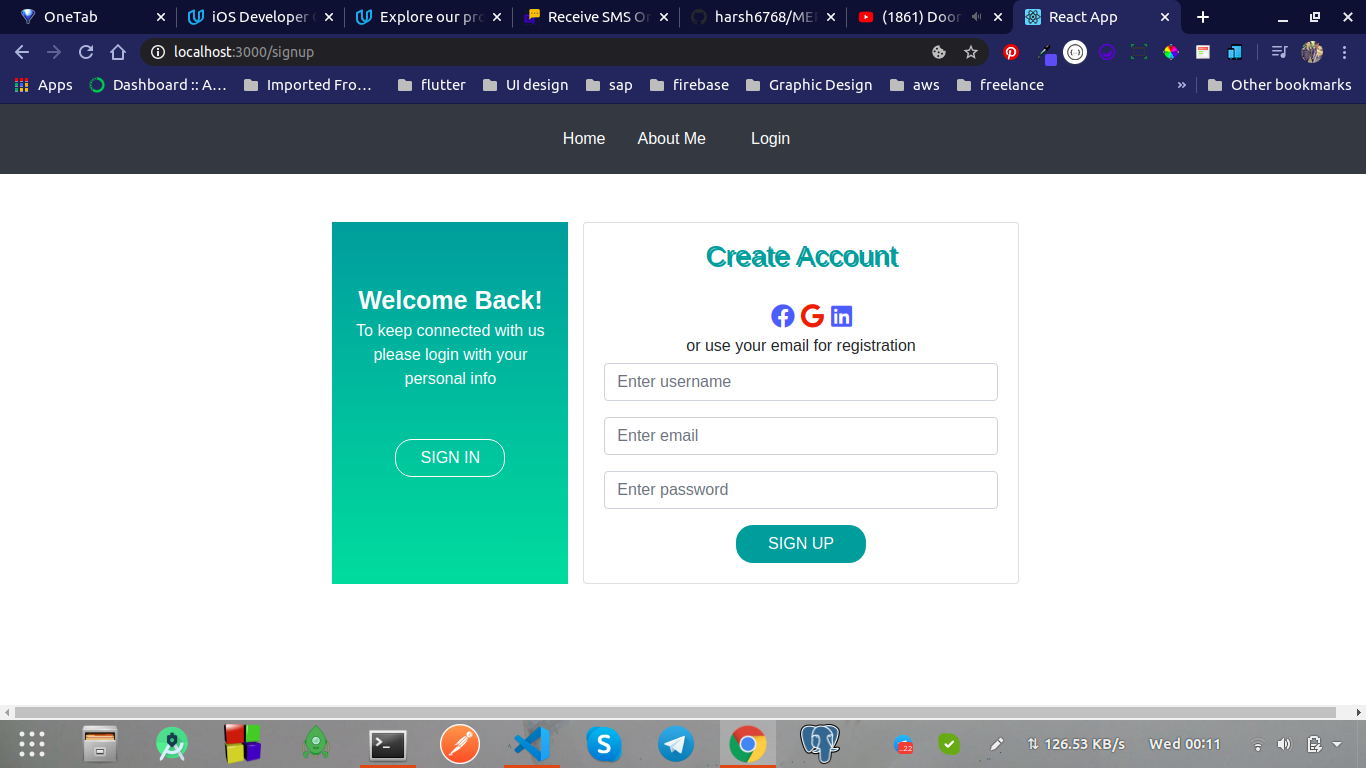 OneTab
iOS Developer
Explore our pro
Receive SMS On
harsh6768/MER
(1861) Door
React App
localhost:3000/signup
Apps
Dashboard :: A...
Imported Fro...
flutter
UI design
sap
firebase
Graphic Design
aws
freelance
»
Other bookmarks
Home
About Me
Login
Welcome Back!
To keep connected with us
please login with your
personal info
SIGN IN
Create Account
or use your email for registration
Enter username
Enter email
Enter password
SIGN UP
126.53 KB/s
Wed 00:11